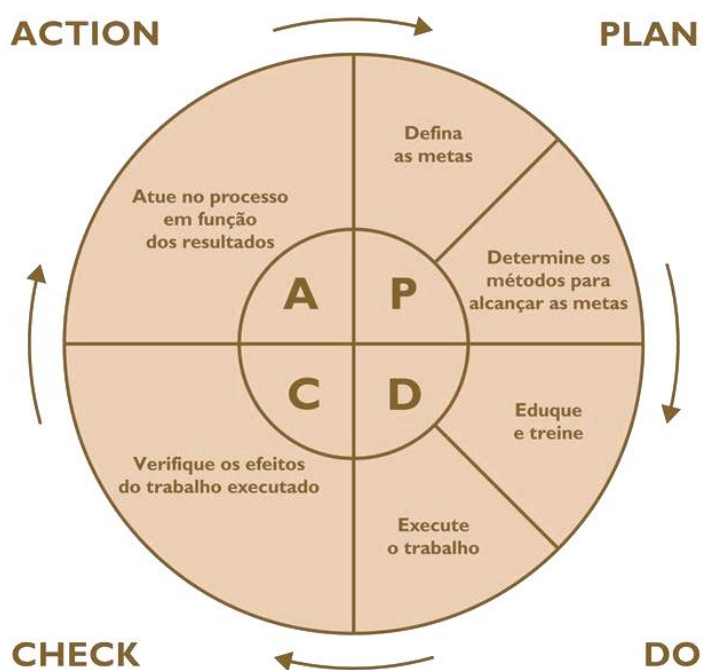 ACTION
PLAN
Defina
as metas
Atue no processo
em função
dos resultados
Determine os
métodos para
alcançar as metas
A
P
C
D
Eduque
e treine
Verifique os efeitos
do trabalho executado
Execute
o trabalho
CHECK
DO